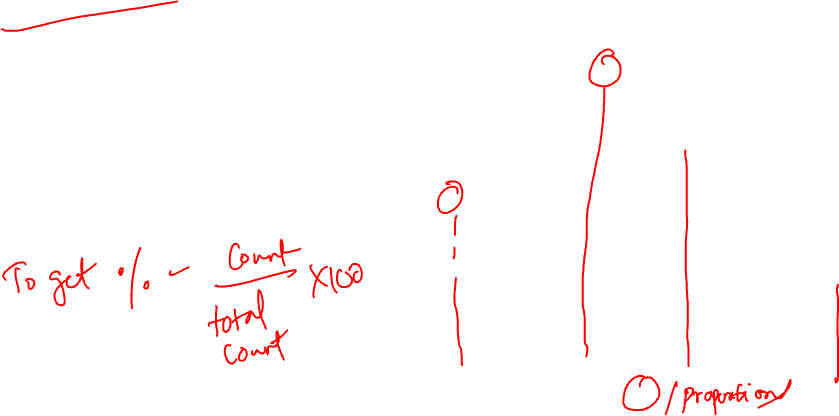 To get % - count / total count X100
O/proportion